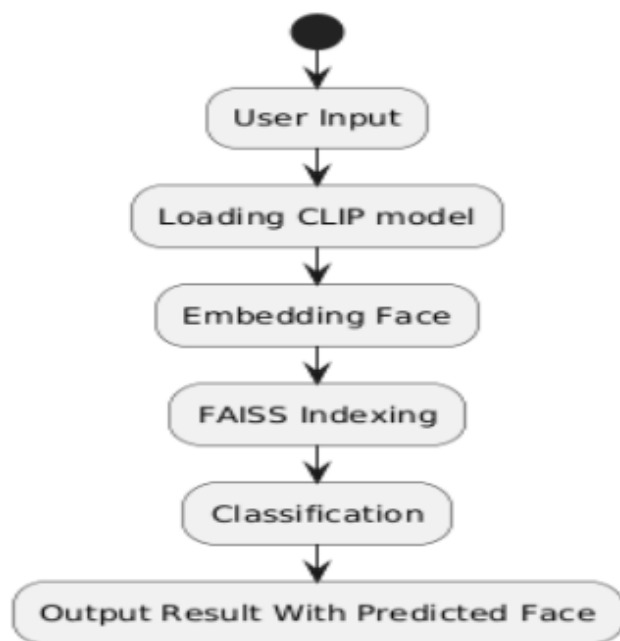 User Input
Loading CLIP model
Embedding Face
FAISS Indexing
Classification
Output Result With Predicted Face